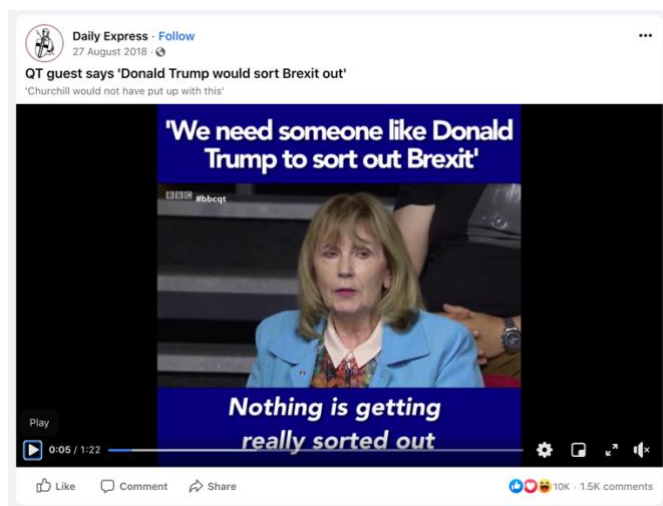 Daily Express · Follow
27 August 2018 ·
QT guest says 'Donald Trump would sort Brexit out'
'Churchill would not have put up with this'
'We need someone like Donald
Trump to sort out Brexit'
BBC #bbcqt
Nothing is getting
really sorted out
Play
0:05 / 1:22
Like Comment Share 10K · 1.5K comments